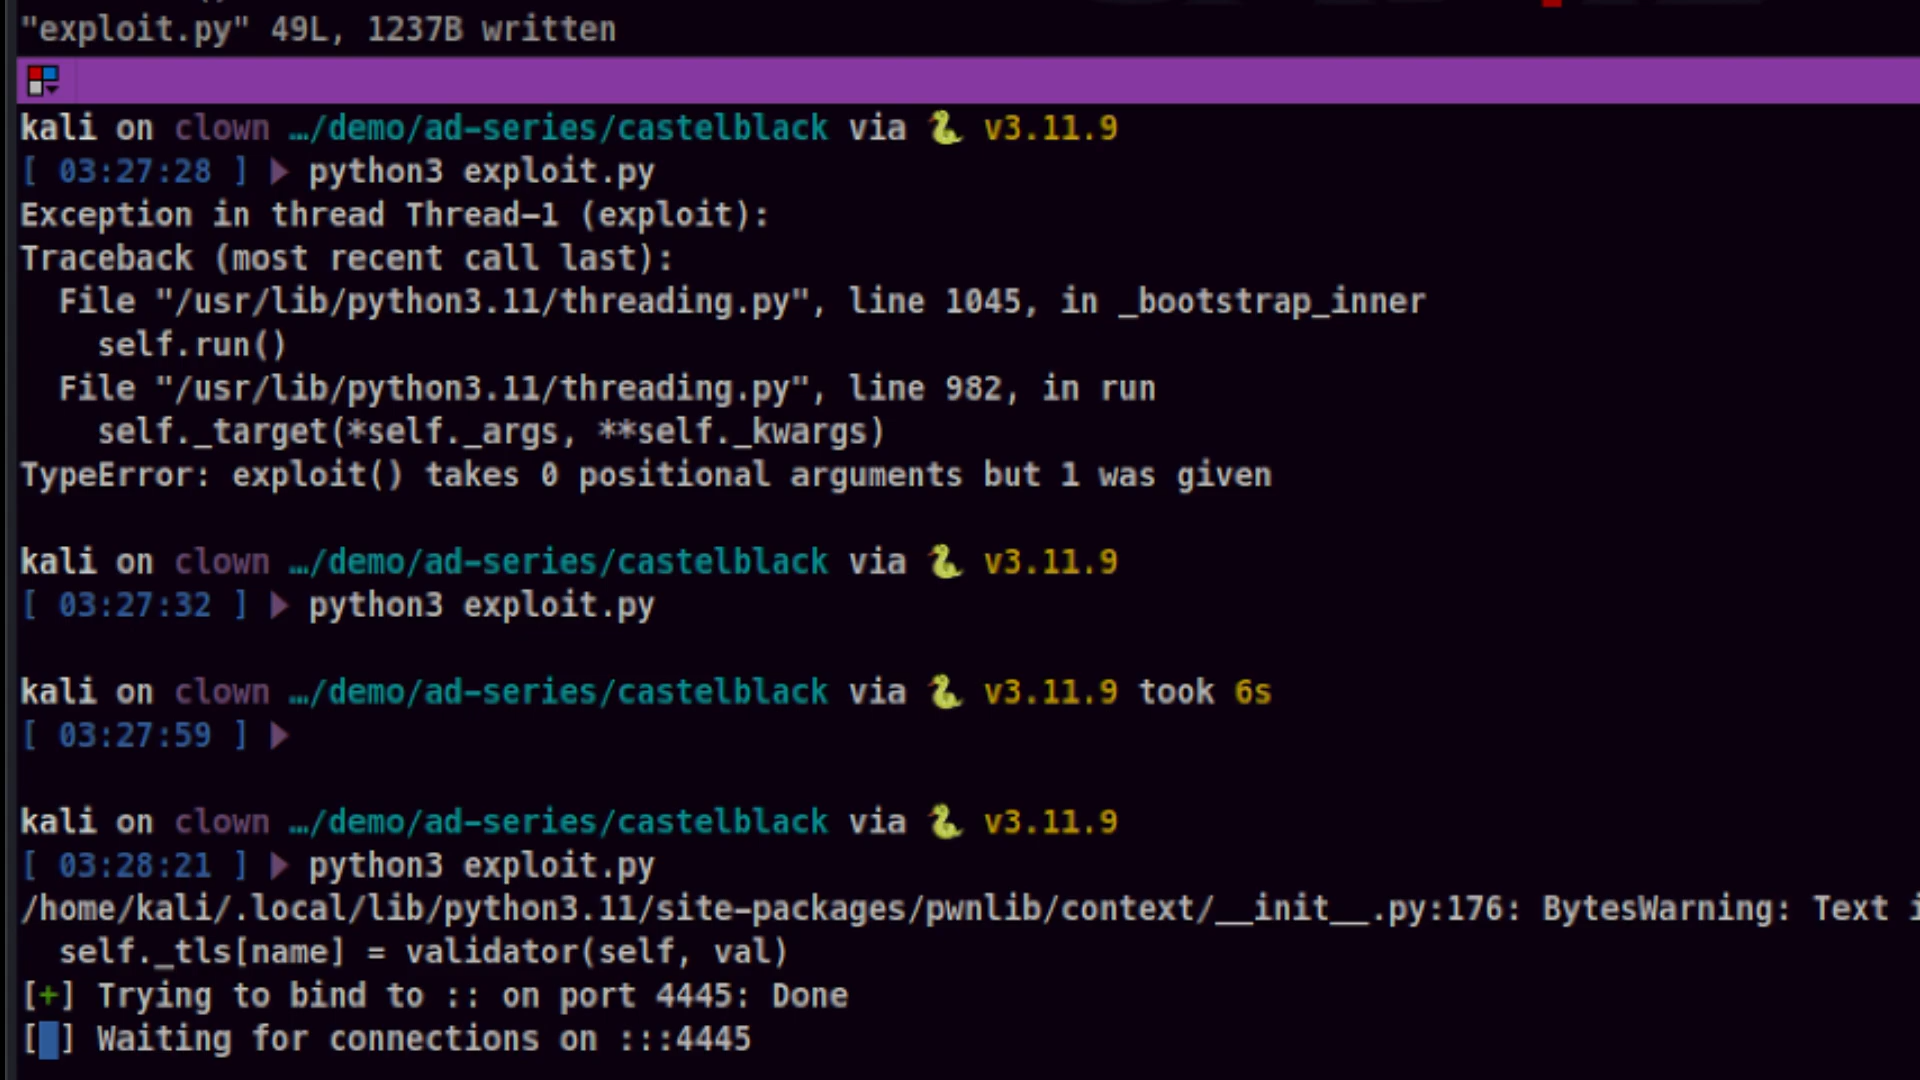 "exploit.py" 49L, 1237B written
kali on clown …/demo/ad-series/castelblack via 🐍 v3.11.9
[ 03:27:28 ] ❯ python3 exploit.py
Exception in thread Thread-1 (exploit):
Traceback (most recent call last):
  File "/usr/lib/python3.11/threading.py", line 1045, in _bootstrap_inner
    self.run()
  File "/usr/lib/python3.11/threading.py", line 982, in run
    self._target(*self._args, **self._kwargs)
TypeError: exploit() takes 0 positional arguments but 1 was given
kali on clown …/demo/ad-series/castelblack via 🐍 v3.11.9
[ 03:27:32 ] ❯ python3 exploit.py
kali on clown …/demo/ad-series/castelblack via 🐍 v3.11.9 took 6s
[ 03:27:59 ] ❯
kali on clown …/demo/ad-series/castelblack via 🐍 v3.11.9
[ 03:28:21 ] ❯ python3 exploit.py
/home/kali/.local/lib/python3.11/site-packages/pwnlib/context/__init__.py:176: BytesWarning: Text
  self._tls[name] = validator(self, val)
[+] Trying to bind to :: on port 4445: Done
[ ] Waiting for connections on :::4445